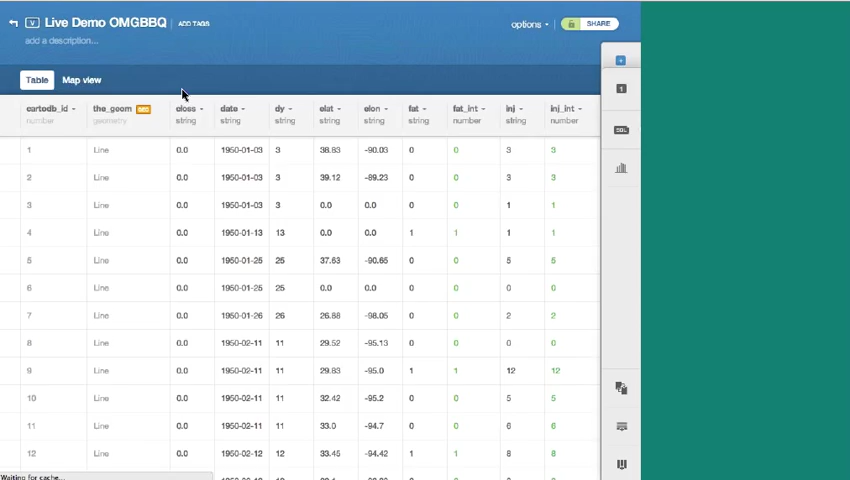 V Live Demo OMGBBQ ADD TAGS options SHARE
add a description...
Table Map view
cartodb_id the_geom GEO closs date dy elat elon fat fat_int inj inj_int
number geometry string string string string string string number string number
1 Line 0.0 1950-01-03 3 38.83 -90.03 0 0 3 3
2 Line 0.0 1950-01-03 3 39.12 -89.23 0 0 3 3
3 Line 0.0 1950-01-03 3 0.0 0.0 0 0 1 1
4 Line 0.0 1950-01-13 13 0.0 0.0 1 1 1 1
5 Line 0.0 1950-01-25 25 37.63 -90.65 0 0 5 5
6 Line 0.0 1950-01-25 25 0.0 0.0 0 0 0 0
7 Line 0.0 1950-01-26 26 26.88 -98.05 0 0 2 2
8 Line 0.0 1950-02-11 11 29.52 -95.13 0 0 0 0
9 Line 0.0 1950-02-11 11 29.83 -95.0 1 1 12 12
10 Line 0.0 1950-02-11 11 32.42 -95.2 0 0 5 5
11 Line 0.0 1950-02-11 11 33.0 -94.7 0 0 6 6
12 Line 0.0 1950-02-12 12 33.45 -94.42 1 1 8 8
Waiting for cache...
1
SQL